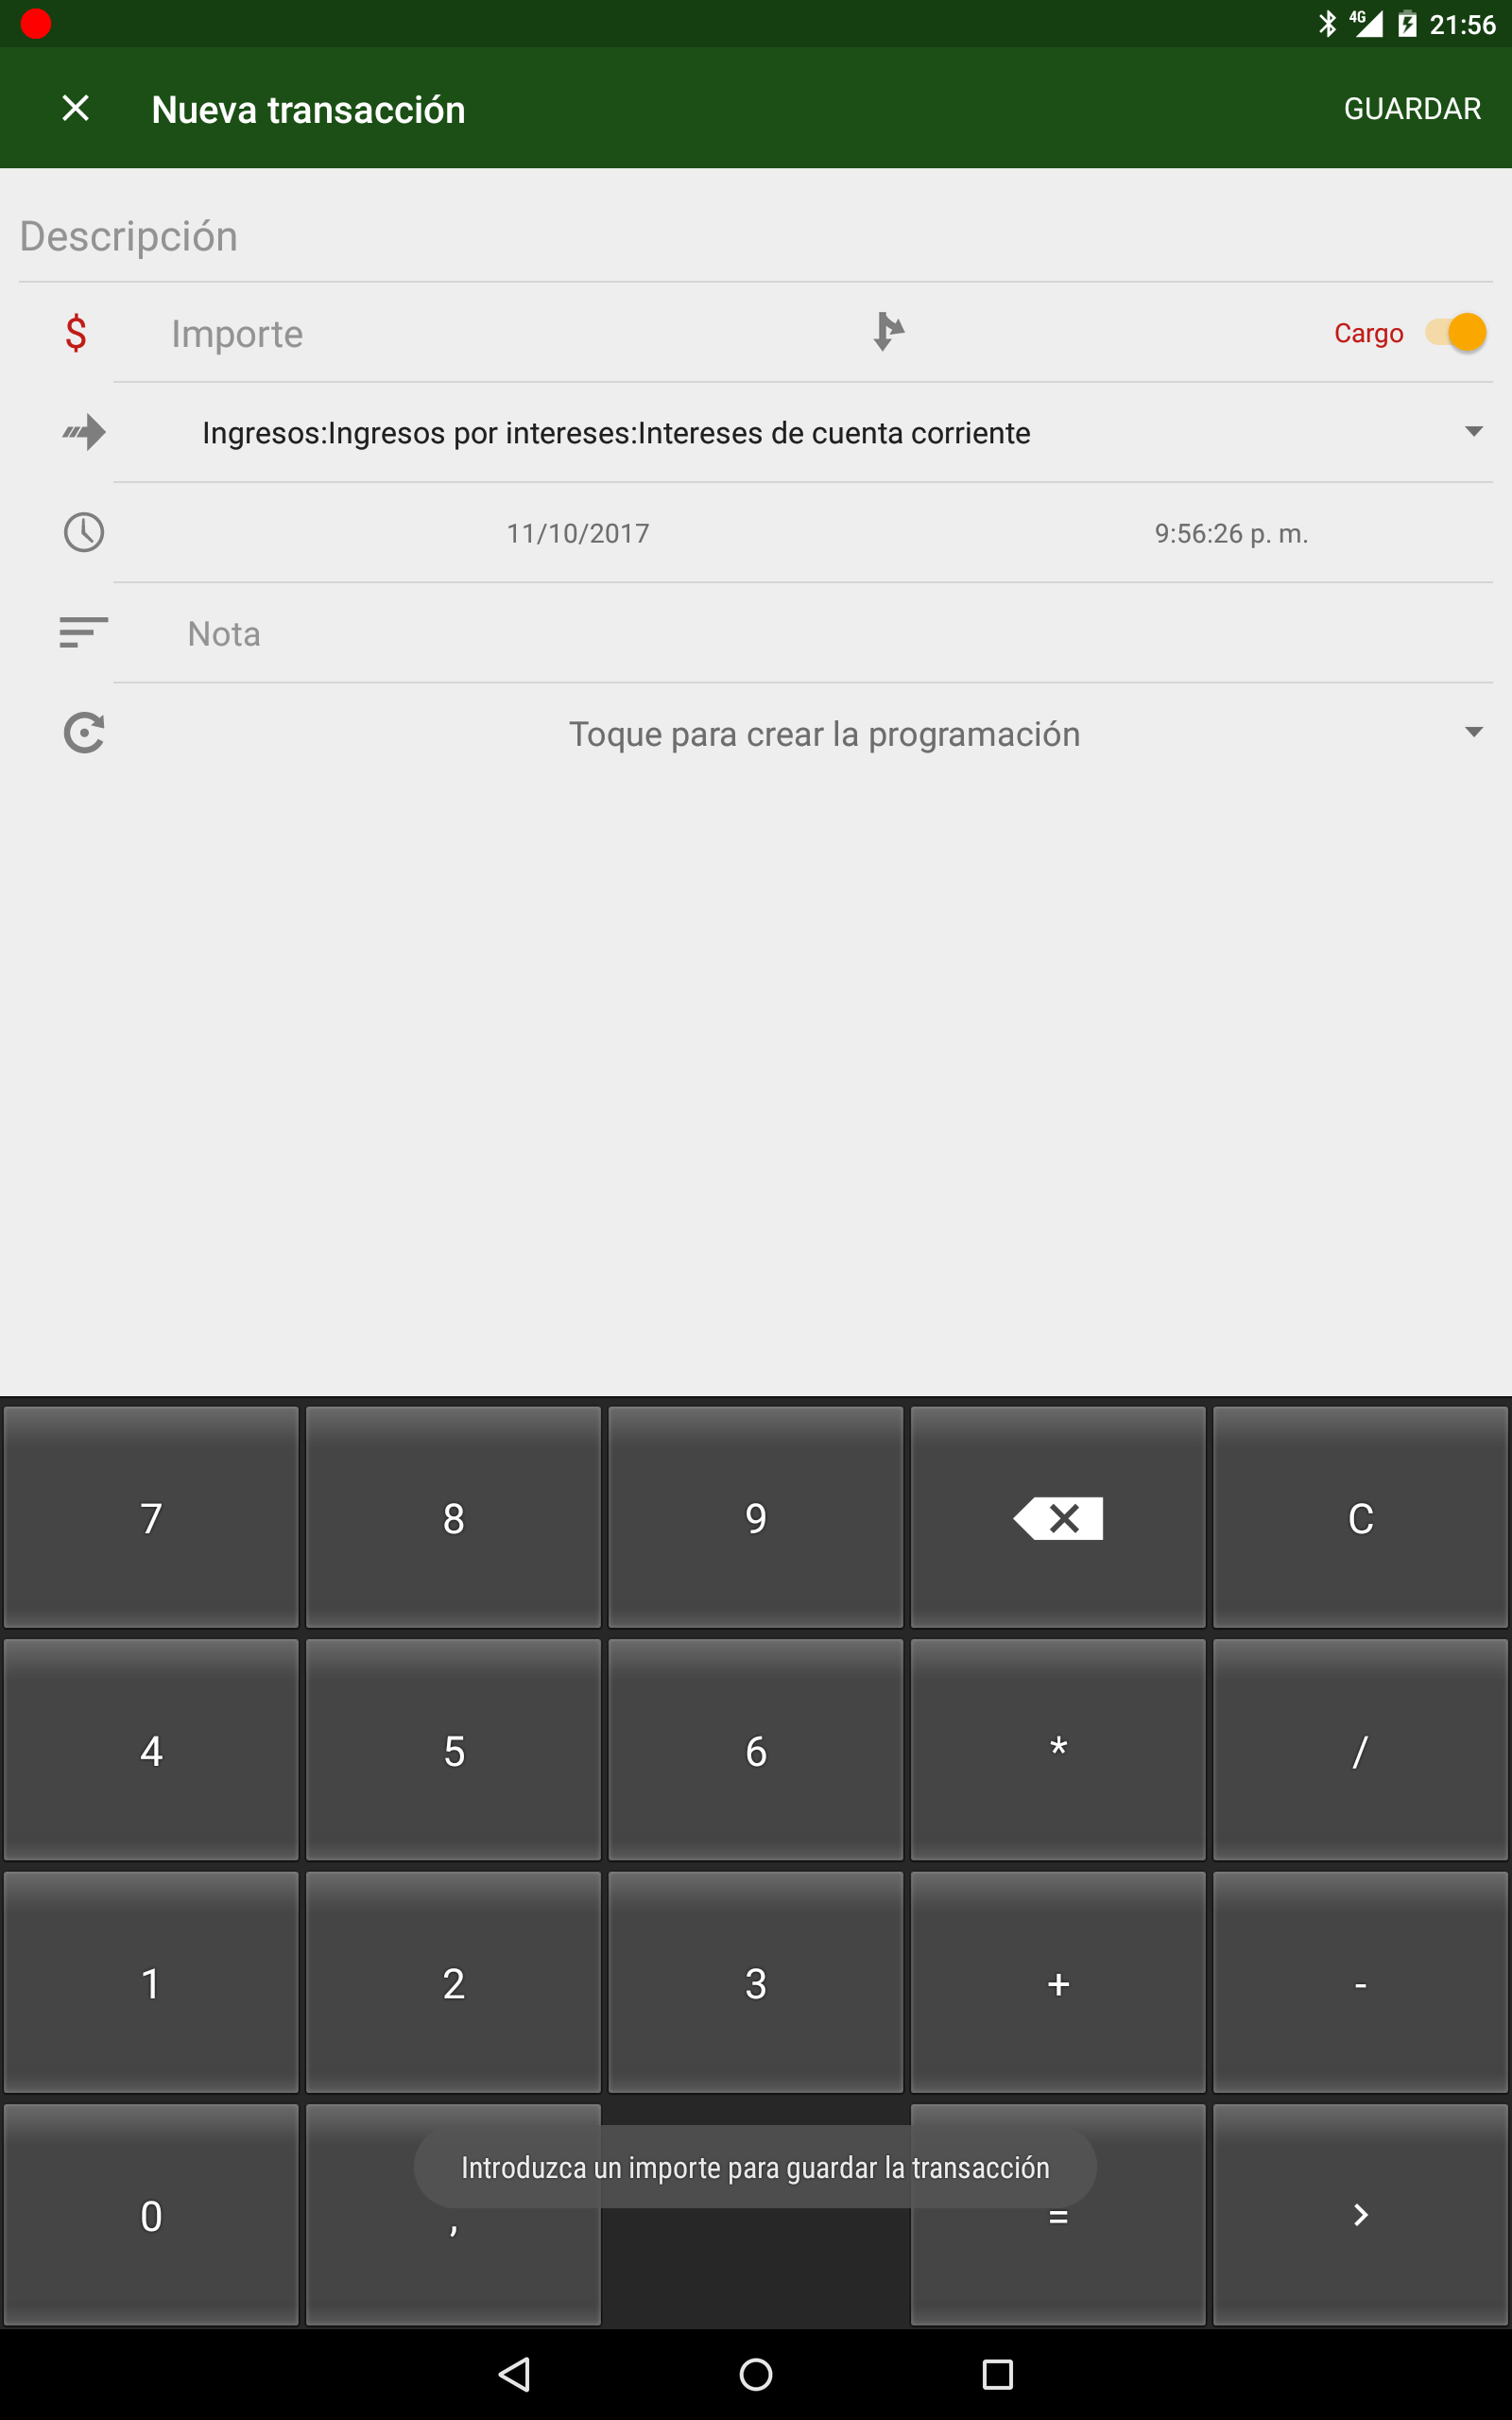 4G 21:56
Nueva transacción GUARDAR
Descripción
$ Importe Cargo
Ingresos:Ingresos por intereses:Intereses de cuenta corriente
11/10/2017 9:56:26 p. m.
Nota
Toque para crear la programación
7 8 9 C
4 5 6 * /
1 2 3 + -
Introduzca un importe para guardar la transacción
0 , =